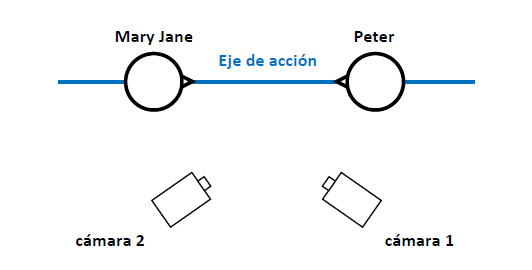 Mary Jane
Peter
Eje de acción
cámara 2
cámara 1